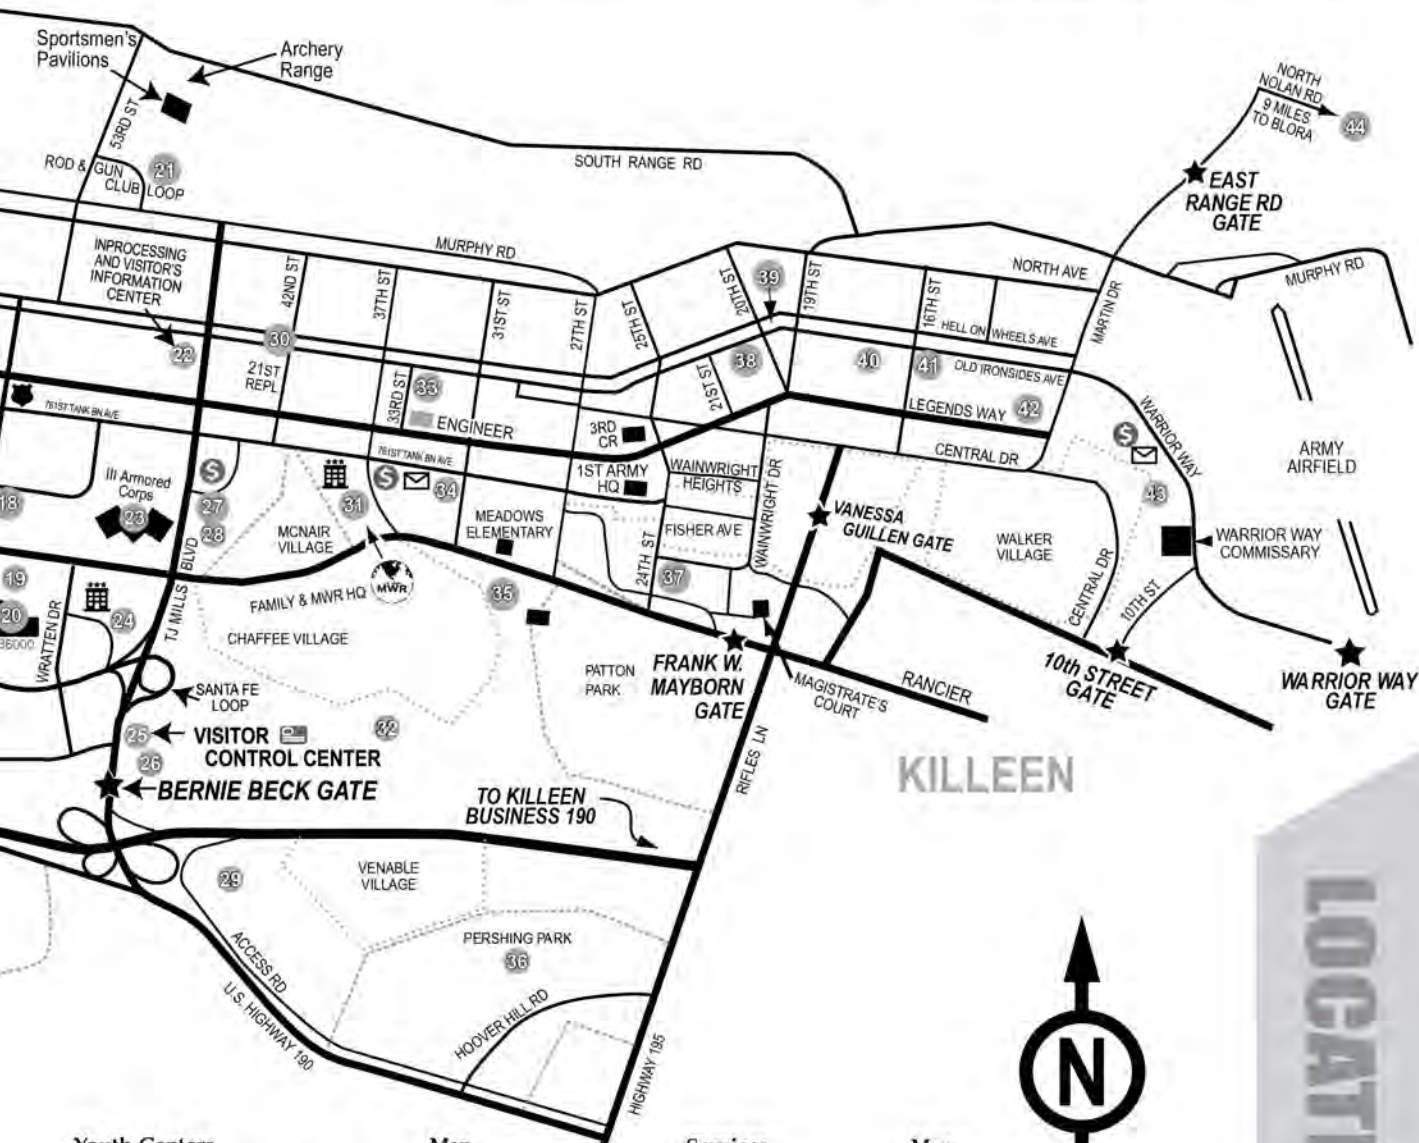 Sportsmen's
Pavilions
Archery
Range
53RD ST
ROD & GUN
CLUB LOOP
21
SOUTH RANGE RD
NORTH
NOLAN RD
9 MILES
TO BLORA
44
EAST
RANGE RD
GATE
INPROCESSING
AND VISITOR'S
INFORMATION
CENTER
22
MURPHY RD
42ND ST
37TH ST
31ST ST
27TH ST
25TH ST
20TH ST
39
19TH ST
16TH ST
NORTH AVE
MARTIN DR
MURPHY RD
HELL ON WHEELS AVE
30
21ST
REPL
33RD ST
33
ENGINEER
21ST ST
38
40
41
OLD IRONSIDES AVE
LEGENDS WAY
42
761ST TANK BN AVE
761ST TANK BN AVE
3RD
CR
1ST ARMY
HQ
WAINWRIGHT
HEIGHTS
WAINWRIGHT DR
CENTRAL DR
$
WARRIOR WAY
ARMY
AIRFIELD
18
III Armored
Corps
23
$
27
28
31
$
34
MCNAIR
VILLAGE
MEADOWS
ELEMENTARY
FISHER AVE
24TH ST
37
VANESSA
GUILLEN GATE
WALKER
VILLAGE
43
WARRIOR WAY
COMMISSARY
CENTRAL DR
10TH ST
19
20
WRATTEN DR
24
TJ MILLS BLVD
FAMILY & MWR HQ
MWR
CHAFFEE VILLAGE
35
PATTON
PARK
FRANK W.
MAYBORN
GATE
MAGISTRATE'S
COURT
RANCIER
10th STREET
GATE
WARRIOR WAY
GATE
SANTA FE
LOOP
25
VISITOR
CONTROL CENTER
26
32
BERNIE BECK GATE
RIFLES LN
KILLEEN
TO KILLEEN
BUSINESS 190
29
VENABLE
VILLAGE
PERSHING PARK
36
ACCESS RD
U.S. HIGHWAY 190
HOOVER HILL RD
HIGHWAY 195
N
LOCAT